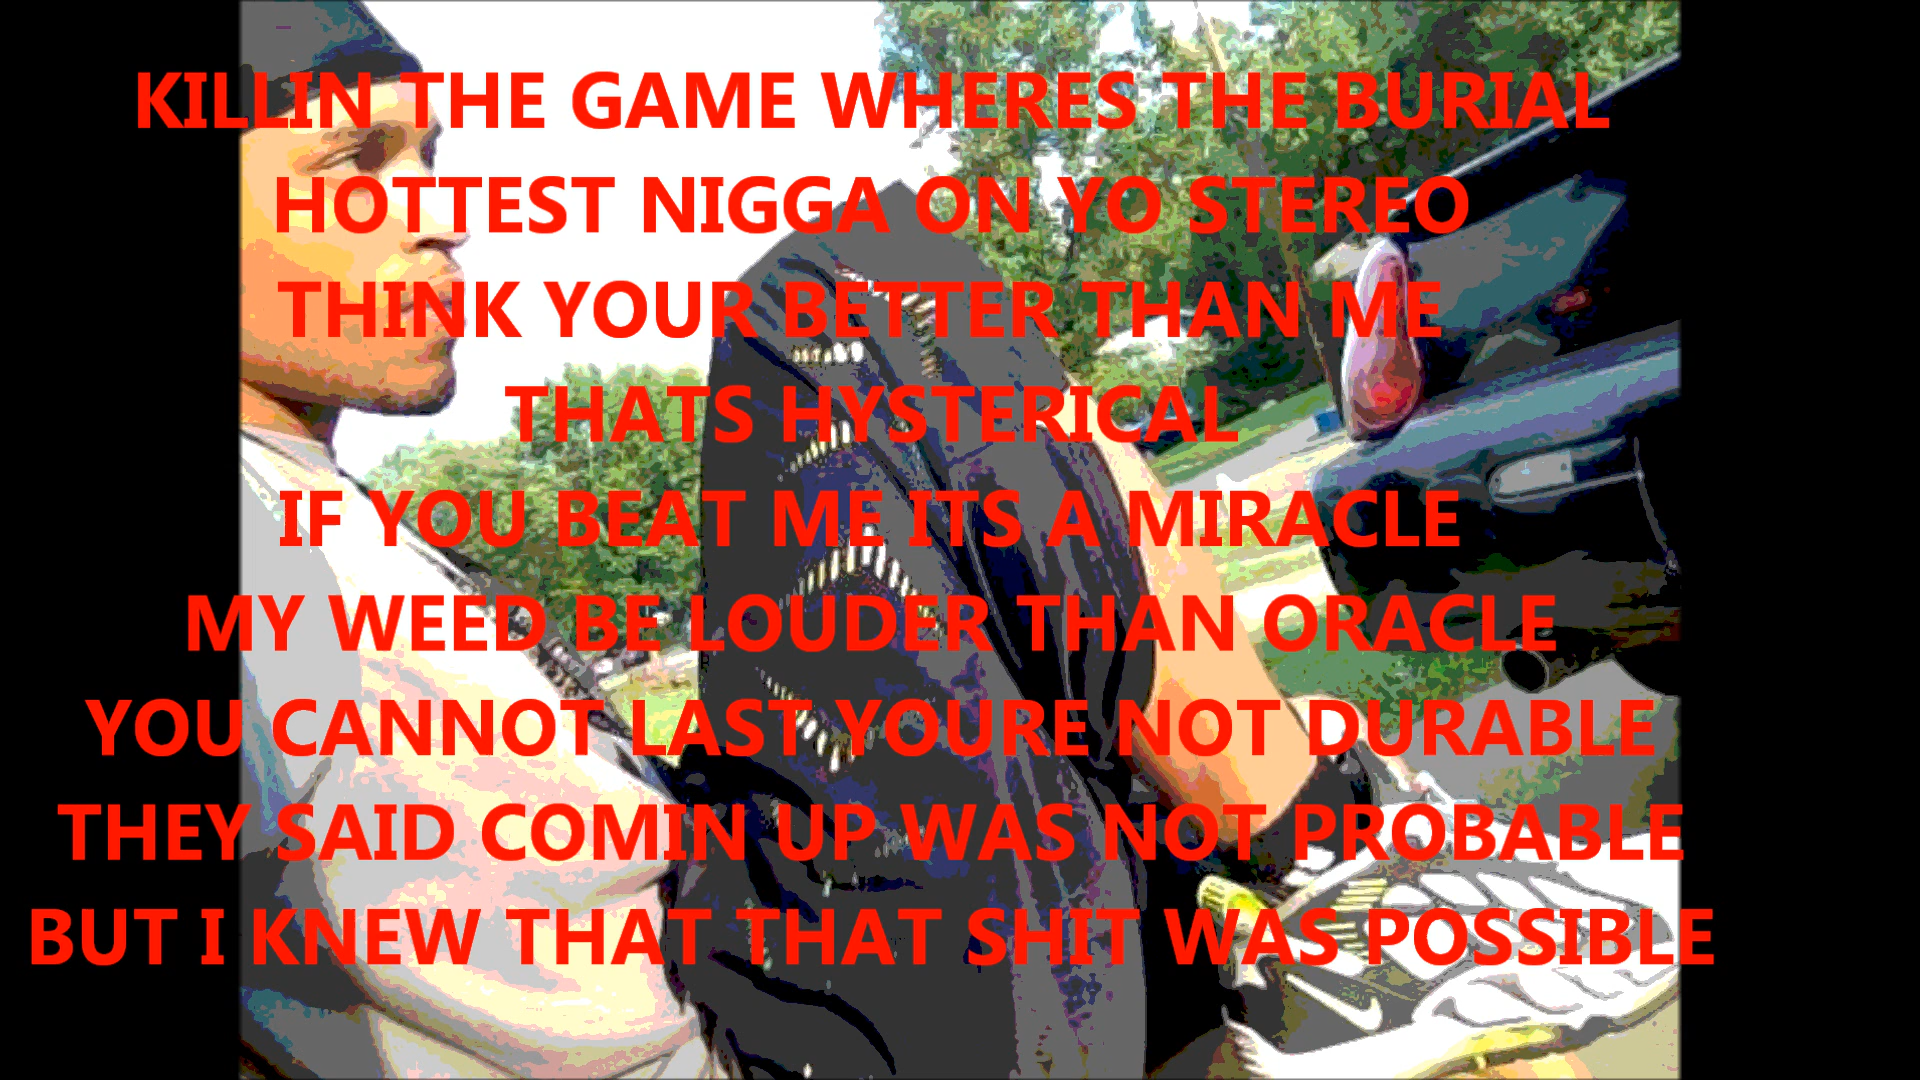 KILLIN THE GAME WHERES THE BURIAL
HOTTEST NIGGA ON YO STEREO
THINK YOUR BETTER THAN ME
THATS HYSTERICAL
IF YOU BEAT ME ITS A MIRACLE
MY WEED BE LOUDER THAN ORACLE
YOU CANNOT LAST YOURE NOT DURABLE
THEY SAID COMIN UP WAS NOT PROBABLE
BUT I KNEW THAT THAT SHIT WAS POSSIBLE